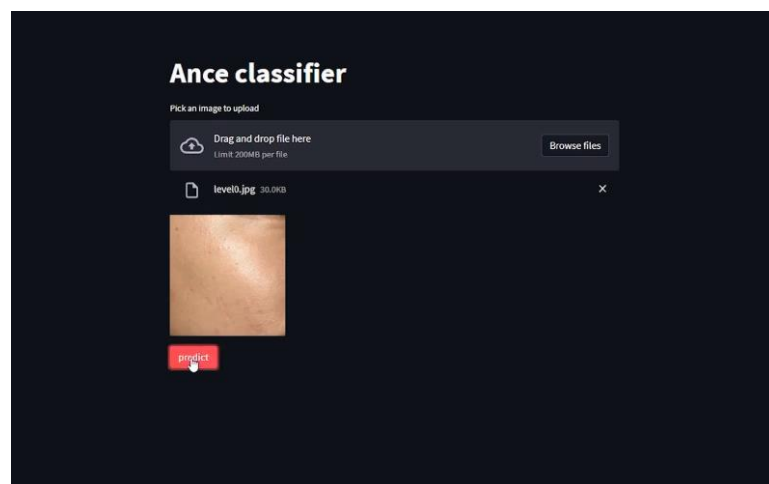 Ance classifier
Pick an image to upload
Drag and drop file here
Limit 200MB per file
Browse files
level0.jpg 30.0KB
predict